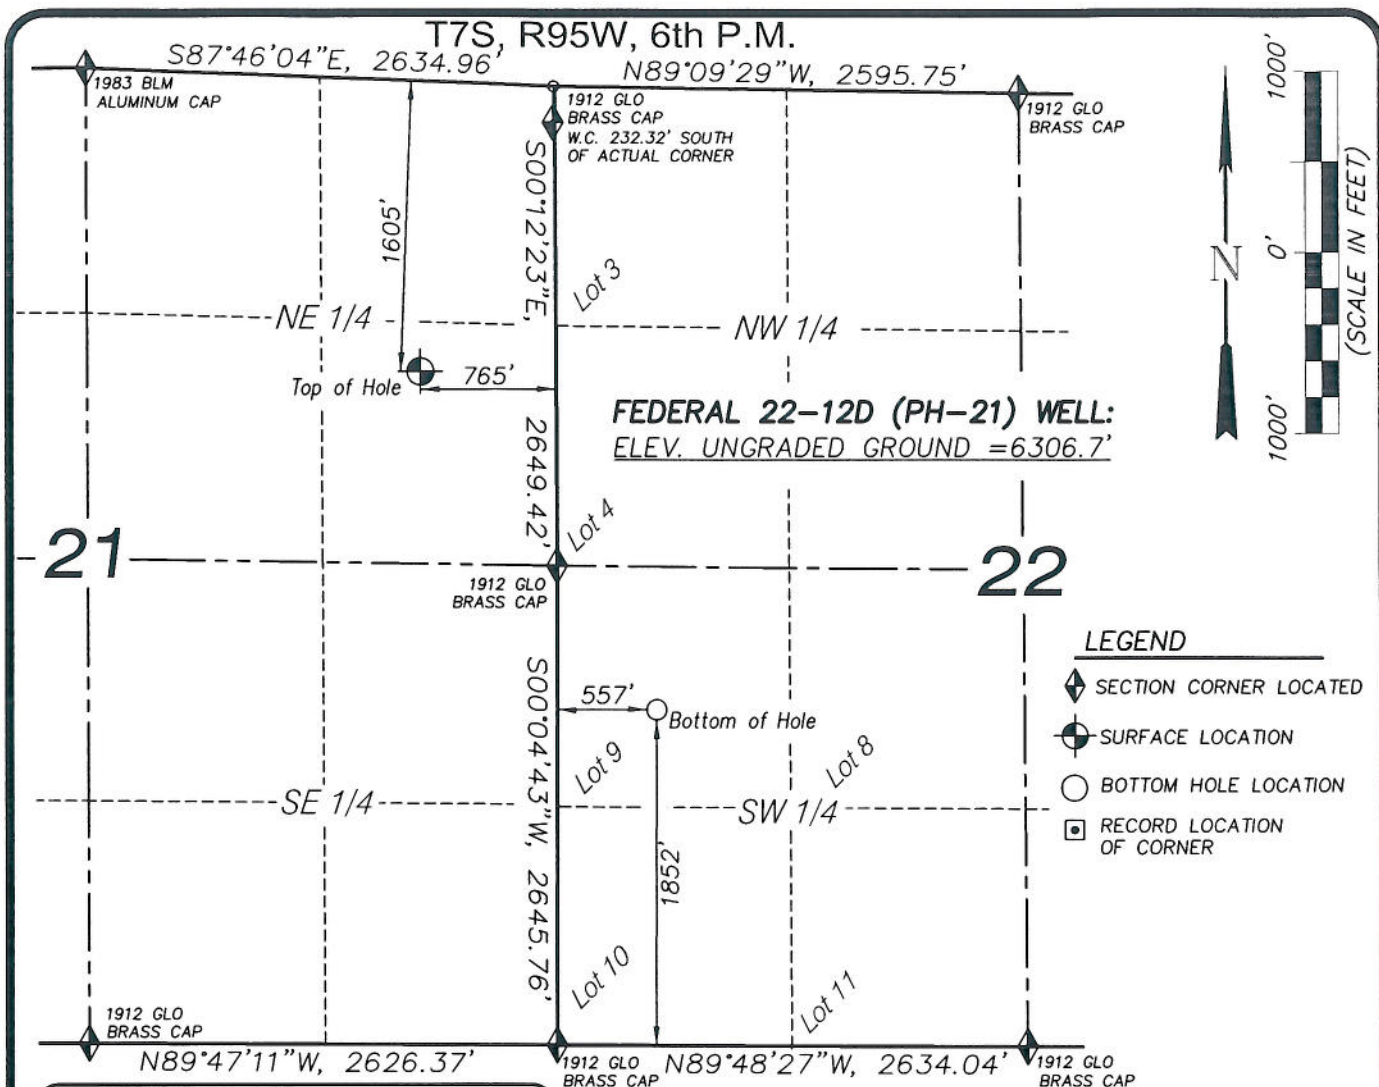 T7S, R95W, 6th P.M.
S87°46'04"E, 2634.96'
N89°09'29"W, 2595.75'
1983 BLM
ALUMINUM CAP
1912 GLO
BRASS CAP
W.C. 232.32' SOUTH
OF ACTUAL CORNER
1912 GLO
BRASS CAP
1000'
0'
1000'
(SCALE IN FEET)
N
1605'
S00°12'23"E, 2649.42'
Lot 3
NE 1/4
NW 1/4
Top of Hole
765'
FEDERAL 22-12D (PH-21) WELL:
ELEV. UNGRADED GROUND =6306.7'
Lot 4
21
22
1912 GLO
BRASS CAP
LEGEND
SECTION CORNER LOCATED
SURFACE LOCATION
BOTTOM HOLE LOCATION
RECORD LOCATION
OF CORNER
S00°04'43"W, 2645.76'
557'
Bottom of Hole
Lot 9
Lot 8
SE 1/4
SW 1/4
1852'
Lot 10
Lot 11
1912 GLO
BRASS CAP
N89°47'11"W, 2626.37'
1912 GLO
BRASS CAP
N89°48'27"W, 2634.04'
1912 GLO
BRASS CAP